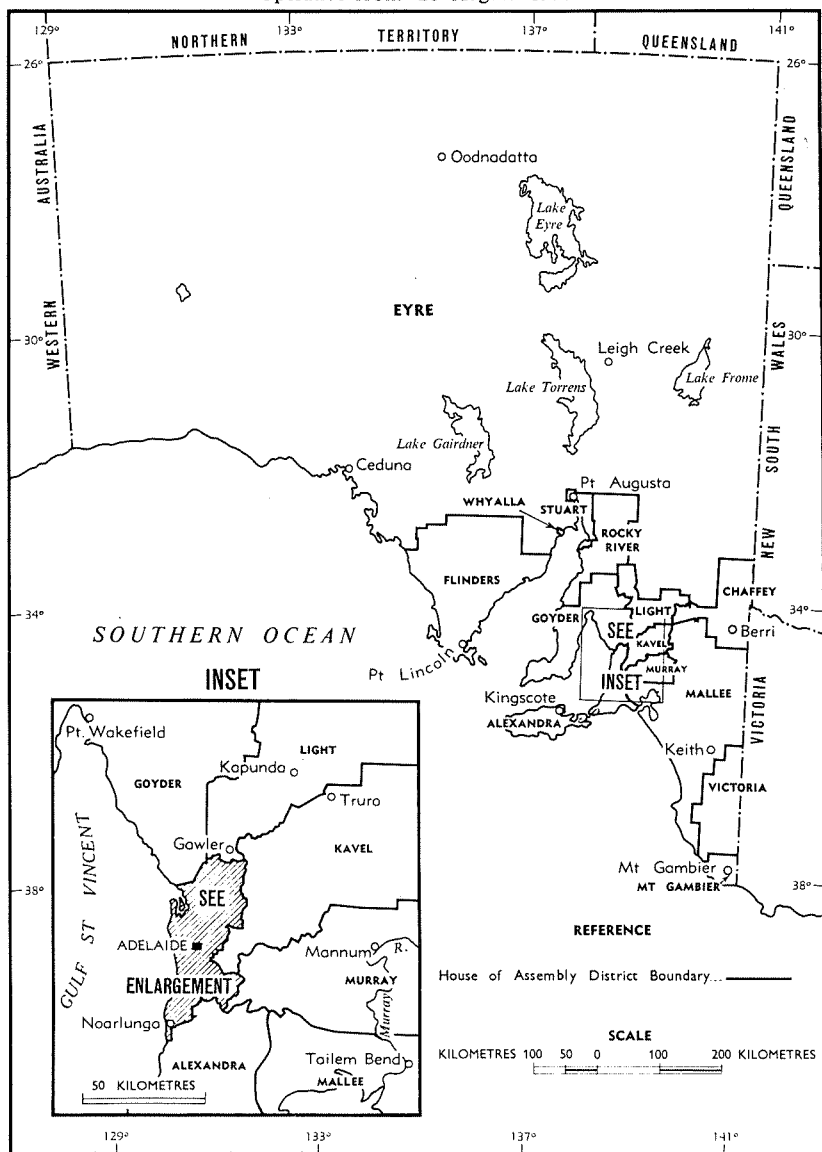 129°
133°
137°
141°
NORTHERN TERRITORY
QUEENSLAND
26°
26°
WESTERN AUSTRALIA
QUEENSLAND
Oodnadatta
Lake
Eyre
EYRE
30°
30°
NEW SOUTH WALES
Leigh Creek
Lake Torrens
Lake Frome
Lake Gairdner
Ceduna
Pt Augusta
WHYALLA
STUART
ROCKY
RIVER
FLINDERS
CHAFFEY
34°
34°
GOYDER
LIGHT
SEE
KAVEL
Berri
SOUTHERN OCEAN
Pt Lincoln
MURRAY
INSET
INSET
MALLEE
VICTORIA
Kingscote
ALEXANDRA
Keith
VICTORIA
Mt Gambier
MT GAMBIER
38°
38°
Pt. Wakefield
LIGHT
Kapunda
GOYDER
Truro
GULF ST VINCENT
Gawler
KAVEL
SEE
ADELAIDE
Mannum
R.
ENLARGEMENT
MURRAY
Murray
Noarlunga
ALEXANDRA
Tailem Bend
MALLEE
50 KILOMETRES
REFERENCE
House of Assembly District Boundary...
SCALE
KILOMETRES 100 50 0 100 200 KILOMETRES
129°
133°
137°
141°